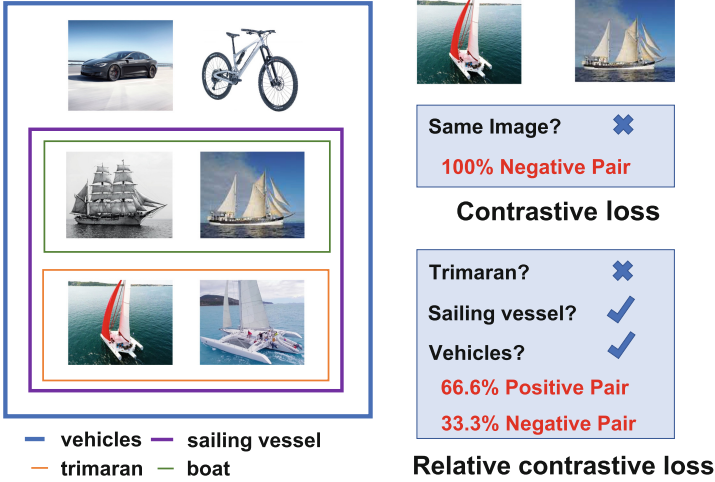 vehicles
sailing vessel
trimaran
boat
Same Image?
100% Negative Pair
Contrastive loss
Trimaran?
Sailing vessel?
Vehicles?
66.6% Positive Pair
33.3% Negative Pair
Relative contrastive loss